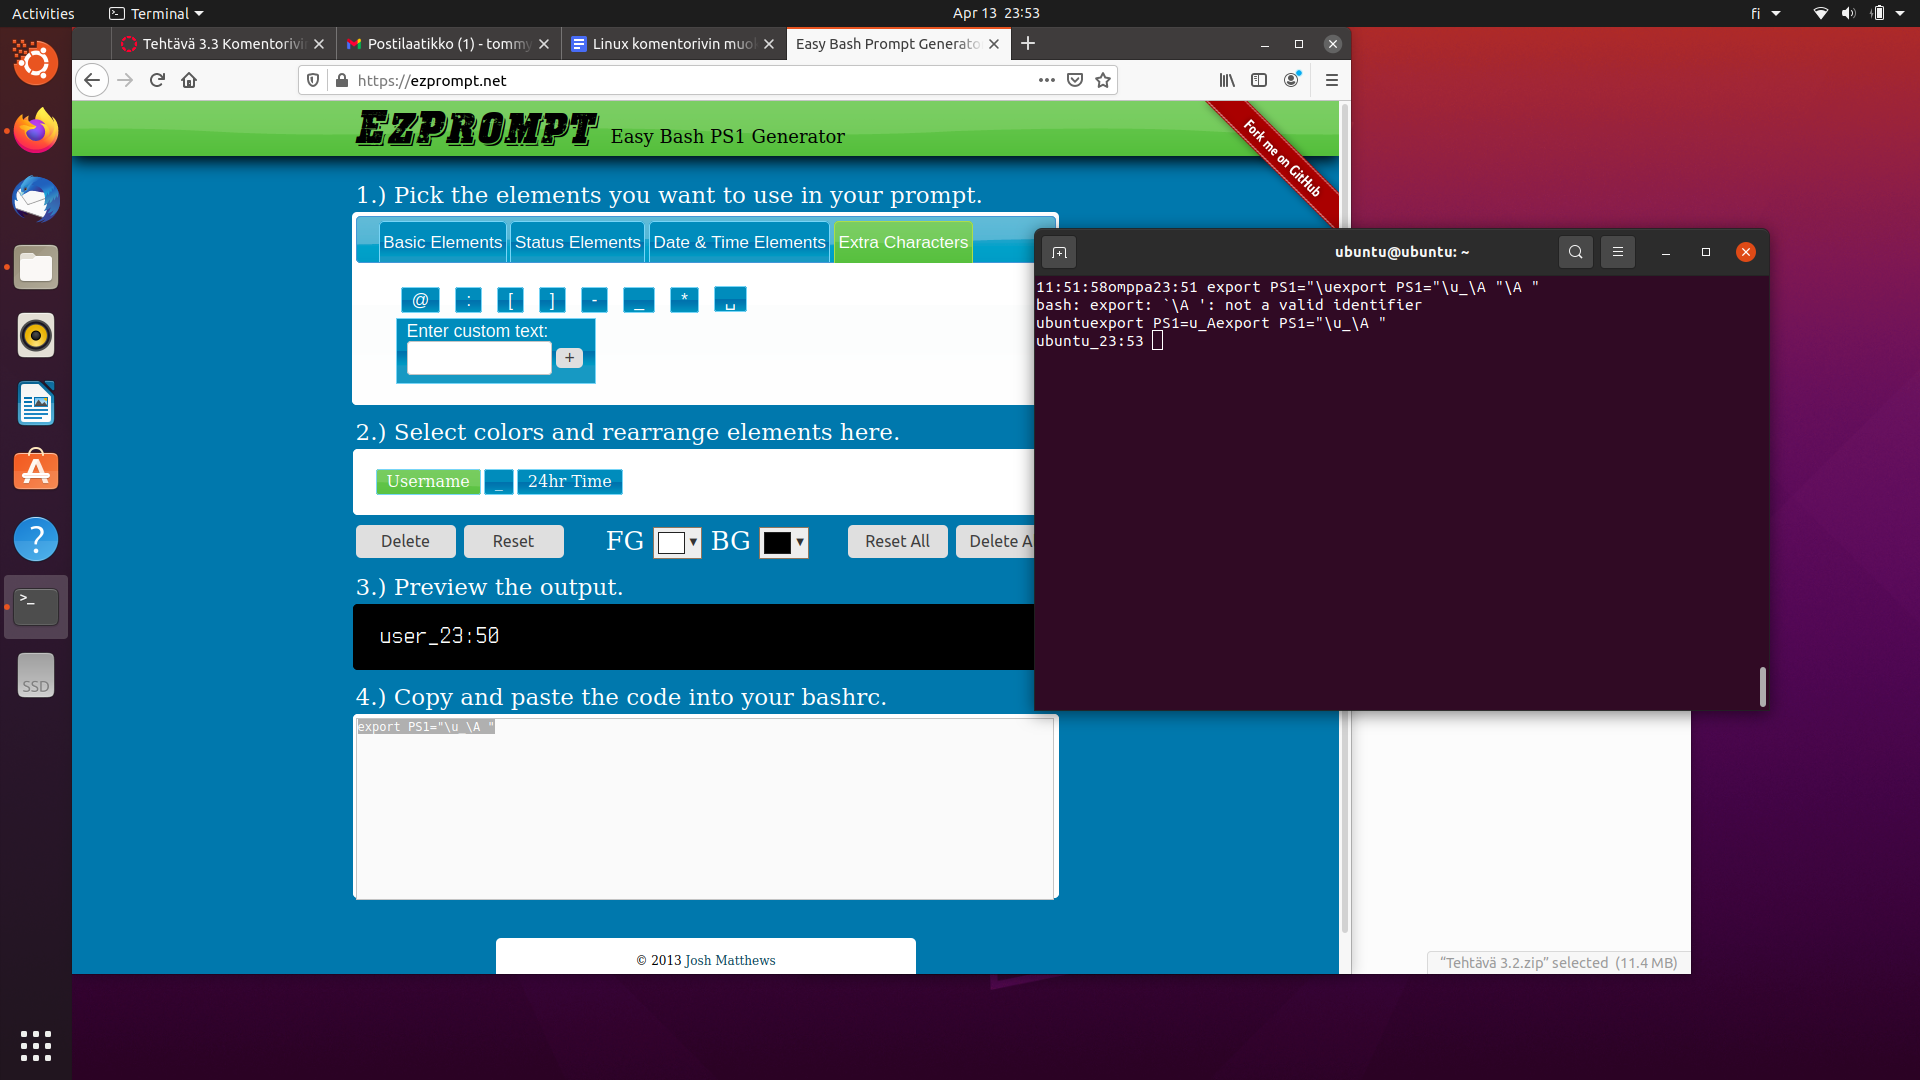 Activities
Terminal
Apr 13 23:53
fi
Tehtävä 3.3 Komentorivin
Postilaatikko (1) - tommy
Linux komentorivin muo
Easy Bash Prompt Generato
https://ezprompt.net
EzPrompt Easy Bash PS1 Generator
Fork me on GitHub
1.) Pick the elements you want to use in your prompt.
Basic Elements Status Elements Date & Time Elements Extra Characters
@ : [ ] - _ * ␣
Enter custom text:
+
2.) Select colors and rearrange elements here.
Username _ 24hr Time
Delete Reset FG BG Reset All Delete A
3.) Preview the output.
user_23:50
4.) Copy and paste the code into your bashrc.
export PS1="\u_\A "
© 2013 Josh Matthews
ubuntu@ubuntu: ~
11:51:58omppa23:51 export PS1="\uexport PS1="\u_\A "\A "
bash: export: `\A ': not a valid identifier
ubuntuexport PS1=u_Aexport PS1="\u_\A "
ubuntu_23:53
SSD
"Tehtävä 3.2.zip" selected (11.4 MB)